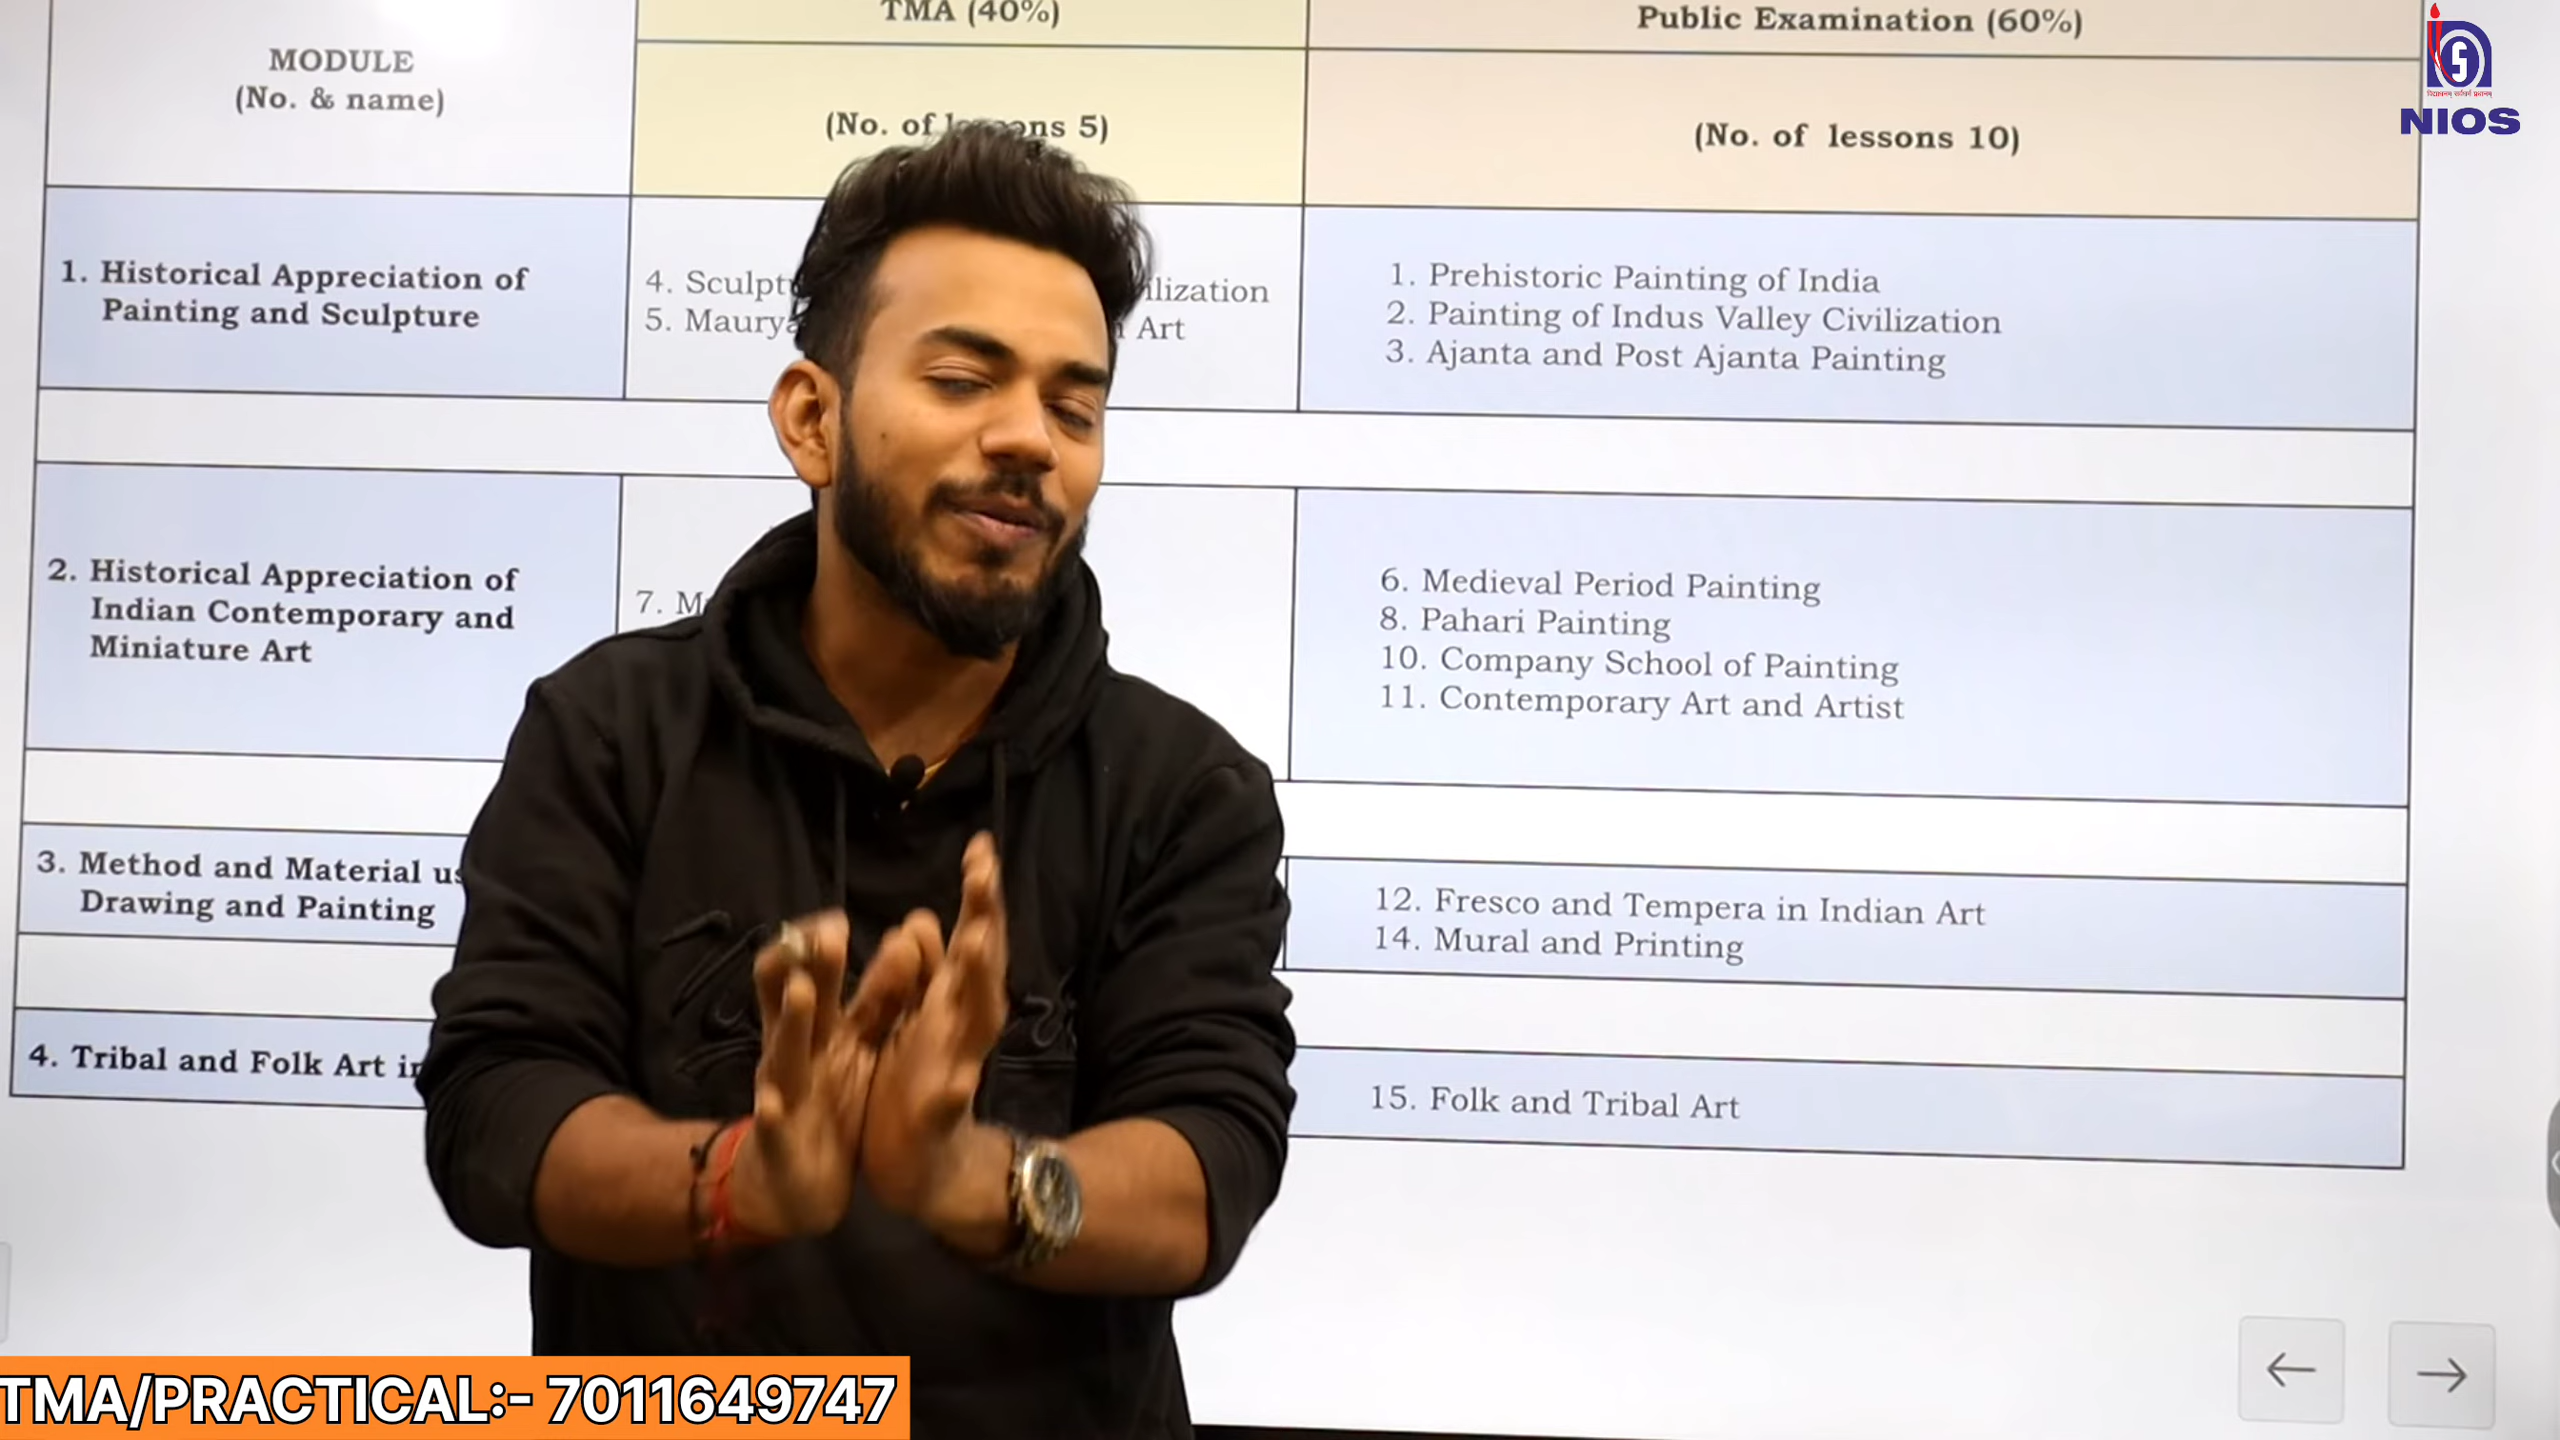 TMA (40%)
Public Examination (60%)
MODULE
(No. & name)
(No. of ns 5)
(No. of lessons 10)
1. Historical Appreciation of
Painting and Sculpture
4.
5. Art
1. Prehistoric Painting of India
2. Painting of Indus Valley Civilization
3. Ajanta and Post Ajanta Painting
2. Historical Appreciation of
Indian Contemporary and
Miniature Art
7.
6. Medieval Period Painting
8. Pahari Painting
10. Company School of Painting
11. Contemporary Art and Artist
3. Method and Material
Drawing and Painting
12. Fresco and Tempera in Indian Art
14. Mural and Printing
4. Tribal and Folk Art
15. Folk and Tribal Art
NIOS
TMA/PRACTICAL:- 7011649747